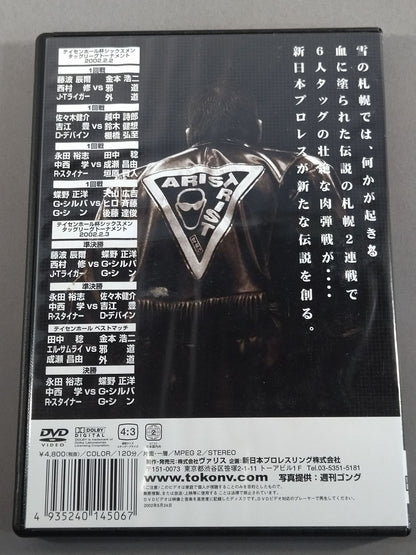 テイセンホール杯シックスメン
タッグリーグトーナメント
2002.2.2
1回戦
藤波 辰爾 金本 浩二
西村 修 vs 邪 道
J・Tライガー 外 道
1回戦
佐々木健介 越中 詩郎
吉江 豊 vs 鈴木 健想
D・デバイン 棚橋 弘至
1回戦
永田 裕志 田中 稔
中西 学 vs 成瀬 昌由
R・スタイナー 垣原 賢人
1回戦
蝶野 正洋 天山 広吉
G・シルバ vs ヒロ 斉藤
G・シン 後藤 達俊
テイセンホール杯シックスメン
タッグリーグトーナメント
2002.2.3
準決勝
藤波 辰爾 蝶野 正洋
西村 修 vs G・シルバ
J・Tライガー G・シン
準決勝
永田 裕志 佐々木健介
中西 学 vs 吉江 豊
R・スタイナー D・デバイン
テイセンホール ベストマッチ
田中 稔 金本 浩二
エル・サムライ vs 邪 道
成瀬 昌由 外 道
決勝
永田 裕志 蝶野 正洋
中西 学 vs G・シルバ
R・スタイナー G・シン
雪の札幌では、何かが起きる
血に塗られた伝説の札幌2連戦で
6人タッグの壮絶な肉弾戦が・・・・
新日本プロレスが新たな伝説を創る。
ARIST
TRIST
DVD
VIDEO
DOLBY
DIGITAL
4:3
¥4,800(税抜)/COLOR/120分/片面・一層/MPEG 2/STEREO
制作・発売元:株式会社ヴァリス 企画:新日本プロレスリング株式会社
〒151-0073 東京都渋谷区笹塚2-1-11 トーアビル1F Tel.03-5351-5181
www.tokonv.com 写真提供:週刊ゴング
2002年5月24日
4 935240 145067